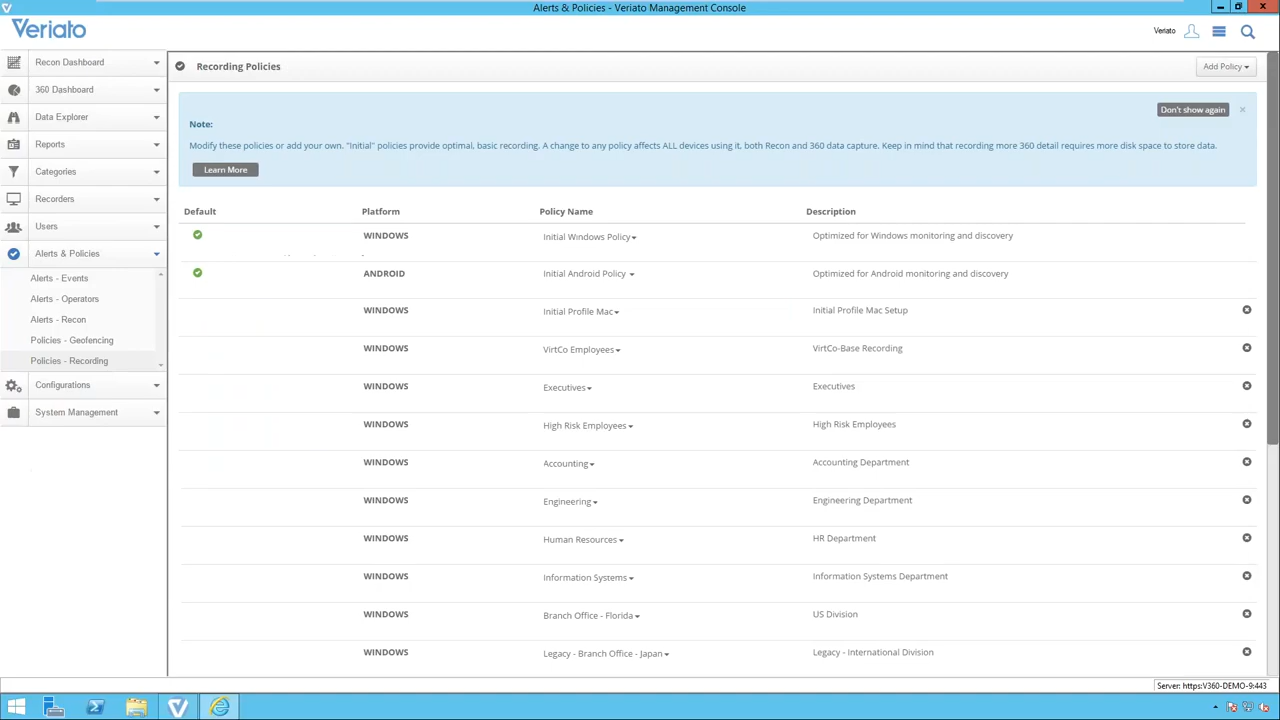 Alerts & Policies - Veriato Management Console
Veriato
Veriato
Recon Dashboard
360 Dashboard
Data Explorer
Reports
Categories
Recorders
Users
Alerts & Policies
Alerts - Events
Alerts - Operators
Alerts - Recon
Policies - Geofencing
Policies - Recording
Configurations
System Management
Recording Policies
Add Policy
Don't show again
Note:
Modify these policies or add your own. "Initial" policies provide optimal, basic recording. A change to any policy affects ALL devices using it, both Recon and 360 data capture. Keep in mind that recording more 360 detail requires more disk space to store data.
Learn More
Default Platform Policy Name Description
WINDOWS Initial Windows Policy Optimized for Windows monitoring and discovery
ANDROID Initial Android Policy Optimized for Android monitoring and discovery
WINDOWS Initial Profile Mac Initial Profile Mac Setup
WINDOWS VirtCo Employees VirtCo-Base Recording
WINDOWS Executives Executives
WINDOWS High Risk Employees High Risk Employees
WINDOWS Accounting Accounting Department
WINDOWS Engineering Engineering Department
WINDOWS Human Resources HR Department
WINDOWS Information Systems Information Systems Department
WINDOWS Branch Office - Florida US Division
WINDOWS Legacy - Branch Office - Japan Legacy - International Division
Server: https:V360-DEMO-9:443